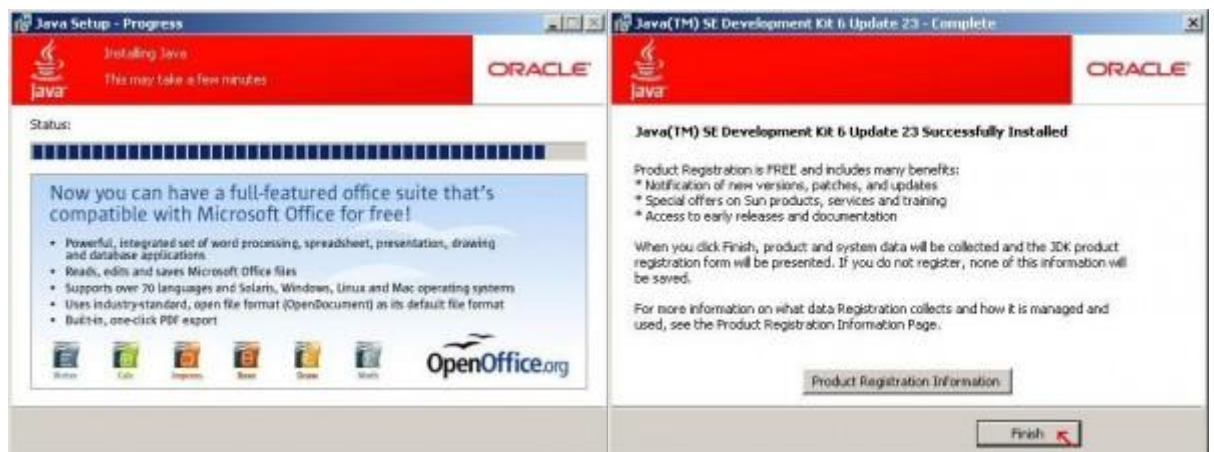 Java Setup - Progress
Installing Java
This may take a few minutes
Java
ORACLE
Status:
Now you can have a full-featured office suite that's
compatible with Microsoft Office for free!
• Powerful, integrated set of word processing, spreadsheet, presentation, drawing
and database applications
• Reads, edits and saves Microsoft Office files
• Supports over 70 languages and Solaris, Windows, Linux and Mac operating systems
• Uses industry-standard, open file format (OpenDocument) as its default file format
• Built-in, one-click PDF export
Writer Calc Impress Base Draw Math
OpenOffice.org
Java(TM) SE Development Kit 6 Update 23 - Complete
Java
ORACLE
Java(TM) SE Development Kit 6 Update 23 Successfully Installed
Product Registration is FREE and includes many benefits:
* Notification of new versions, patches, and updates
* Special offers on Sun products, services and training
* Access to early releases and documentation
When you click Finish, product and system data will be collected and the JDK product
registration form will be presented. If you do not register, none of this information will
be saved.
For more information on what data Registration collects and how it is managed and
used, see the Product Registration Information Page.
Product Registration Information
Finish